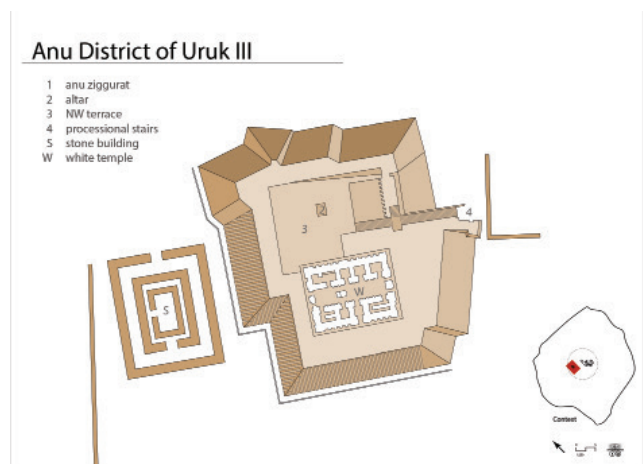 Anu District of Uruk III
1 anu ziggurat
2 altar
3 NW terrace
4 processional stairs
S stone building
W white temple
2
4
3
W
S
Context